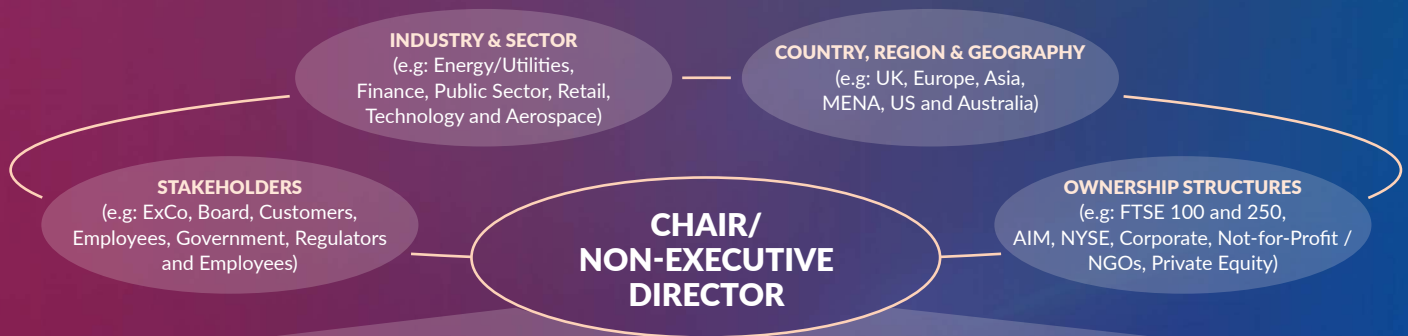 INDUSTRY & SECTOR
(e.g: Energy/Utilities,
Finance, Public Sector, Retail,
Technology and Aerospace)
COUNTRY, REGION & GEOGRAPHY
(e.g: UK, Europe, Asia,
MENA, US and Australia)
STAKEHOLDERS
(e.g: ExCo, Board, Customers,
Employees, Government, Regulators
and Employees)
CHAIR/
NON-EXECUTIVE
DIRECTOR
OWNERSHIP STRUCTURES
(e.g: FTSE 100 and 250,
AIM, NYSE, Corporate, Not-for-Profit /
NGOs, Private Equity)